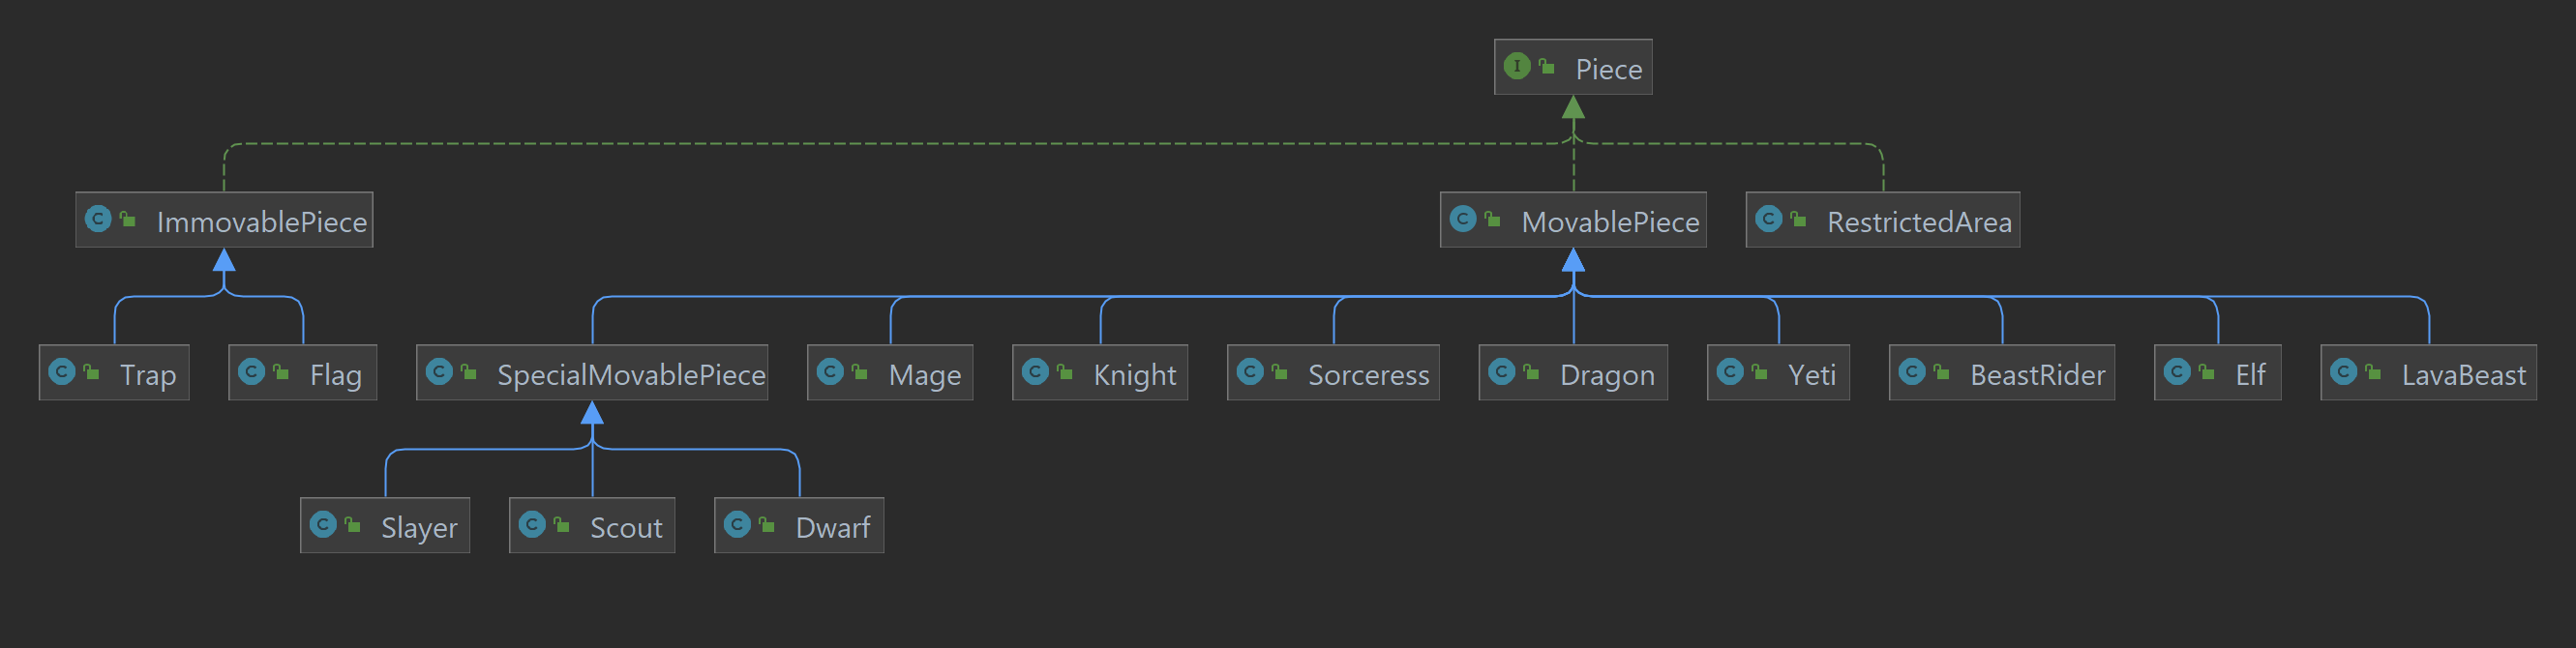 I Piece
C ImmovablePiece
C MovablePiece
C RestrictedArea
C Trap
C Flag
C SpecialMovablePiece
C Mage
C Knight
C Sorceress
C Dragon
C Yeti
C BeastRider
C Elf
C LavaBeast
C Slayer
C Scout
C Dwarf